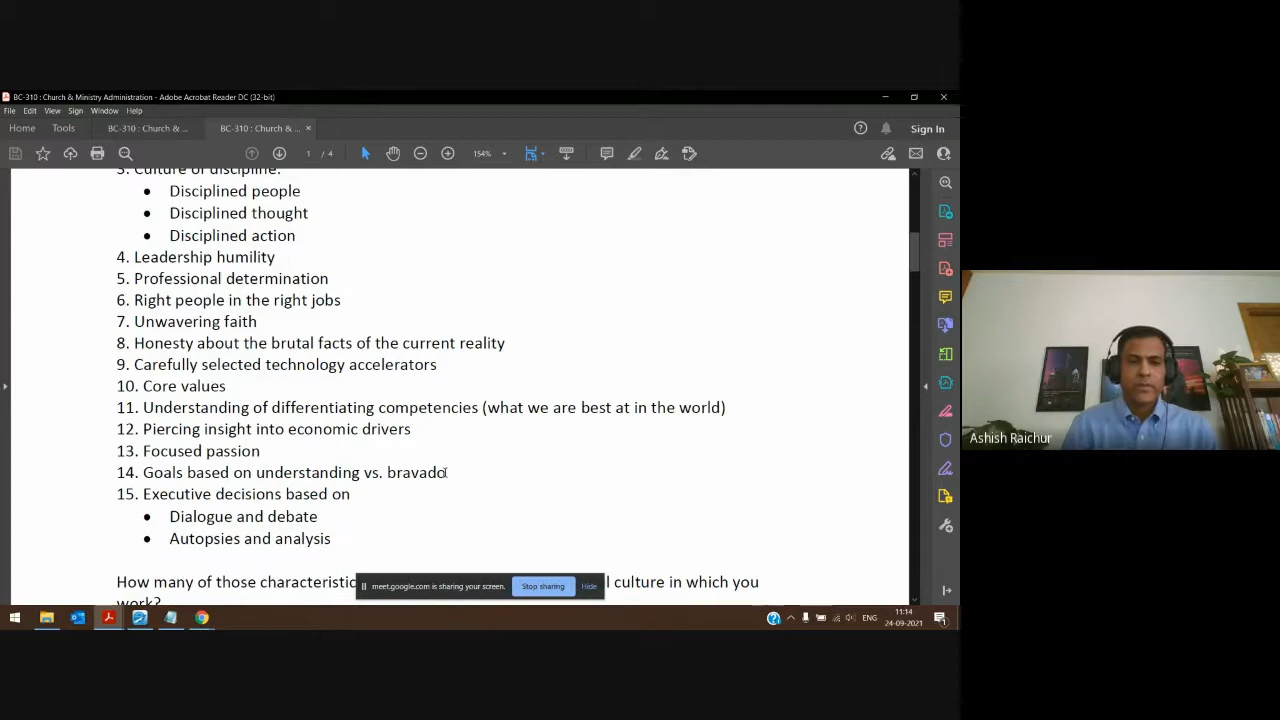 BC-310 : Church & Ministry Administration - Adobe Acrobat Reader DC (32-bit)
File Edit View Sign Window Help
Home Tools BC-310 : Church & ... BC-310 : Church & ... × Sign In
1 / 4 154%
3. Culture of discipline:
• Disciplined people
• Disciplined thought
• Disciplined action
4. Leadership humility
5. Professional determination
6. Right people in the right jobs
7. Unwavering faith
8. Honesty about the brutal facts of the current reality
9. Carefully selected technology accelerators
10. Core values
11. Understanding of differentiating competencies (what we are best at in the world)
12. Piercing insight into economic drivers
13. Focused passion
14. Goals based on understanding vs. bravado
15. Executive decisions based on
• Dialogue and debate
• Autopsies and analysis
How many of those characteristic culture in which you
work?
meet.google.com is sharing your screen. Stop sharing Hide
ENG 11:14
24-09-2021
Ashish Raichur